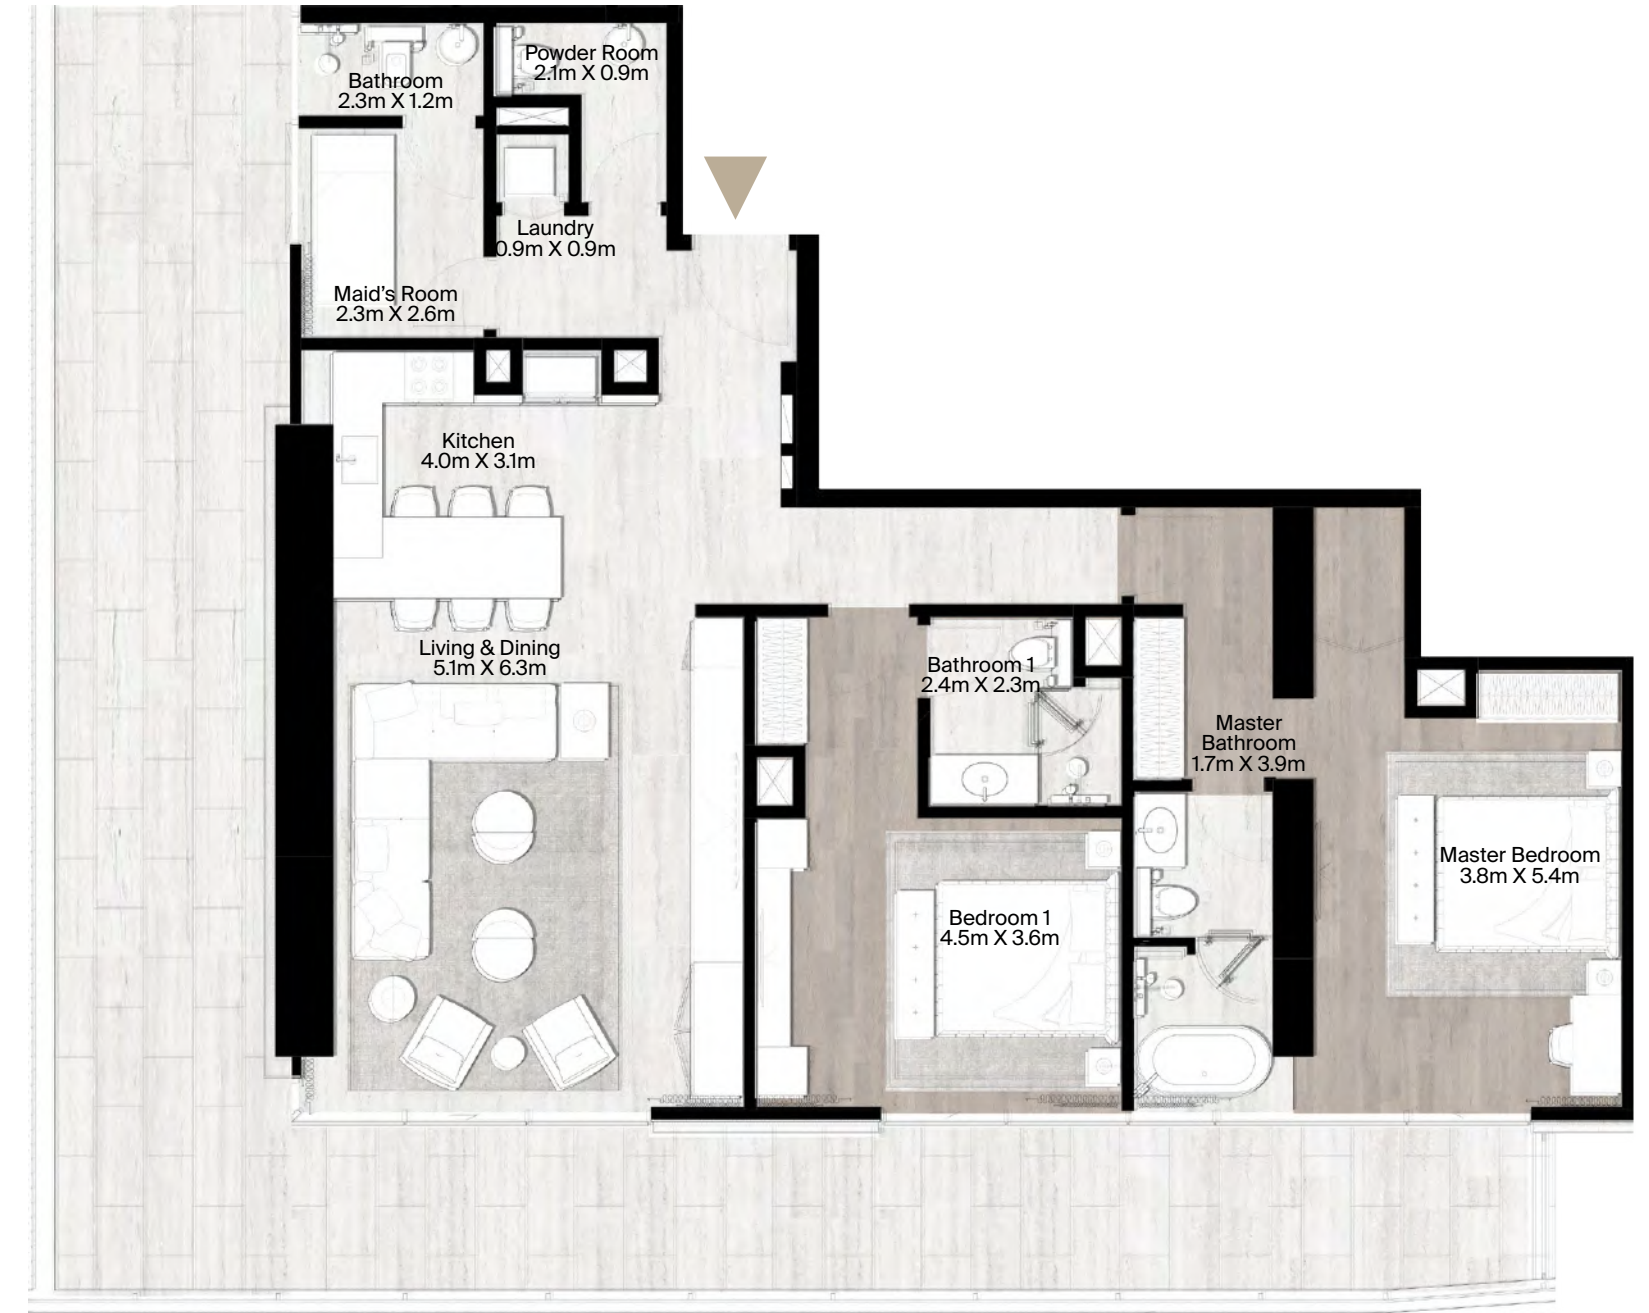 Powder Room
2.1m X 0.9m
Bathroom
2.3m X 1.2m
Laundry
0.9m X 0.9m
Maid's Room
2.3m X 2.6m
Kitchen
4.0m X 3.1m
Living & Dining
5.1m X 6.3m
Bathroom 1
2.4m X 2.3m
Master
Bathroom
1.7m X 3.9m
Master Bedroom
3.8m X 5.4m
Bedroom 1
4.5m X 3.6m